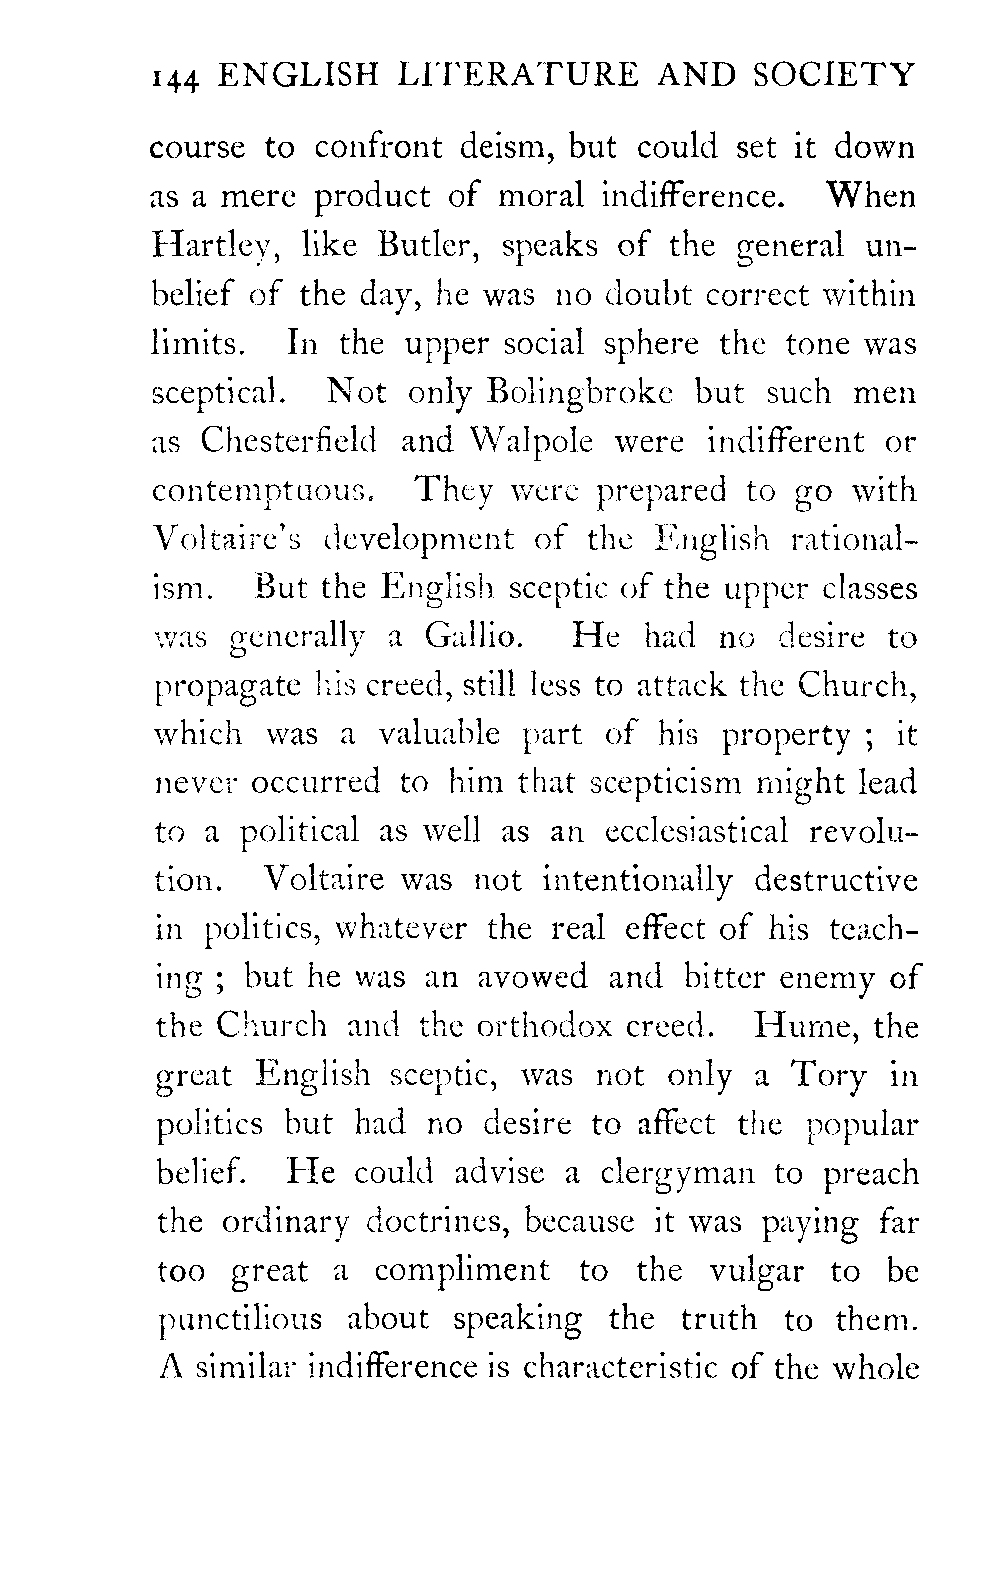 144 ENGLISH LITERATURE AND SOCIETY
course to confront deism, but could set it down
as a mere product of moral indifference. When
Hartley, like Butler, speaks of the general un-
belief of the day, he was no doubt correct within
limits. In the upper social sphere the tone was
sceptical. Not only Bolingbroke but such men
as Chesterfield and Walpole were indifferent or
contemptuous. They were prepared to go with
Voltaire's development of the English rational-
ism. But the English sceptic of the upper classes
was generally a Gallio. He had no desire to
propagate his creed, still less to attack the Church,
which was a valuable part of his property ; it
never occurred to him that scepticism might lead
to a political as well as an ecclesiastical revolu-
tion. Voltaire was not intentionally destructive
in politics, whatever the real effect of his teach-
ing ; but he was an avowed and bitter enemy of
the Church and the orthodox creed. Hume, the
great English sceptic, was not only a Tory in
politics but had no desire to affect the popular
belief. He could advise a clergyman to preach
the ordinary doctrines, because it was paying far
too great a compliment to the vulgar to be
punctilious about speaking the truth to them.
A similar indifference is characteristic of the whole